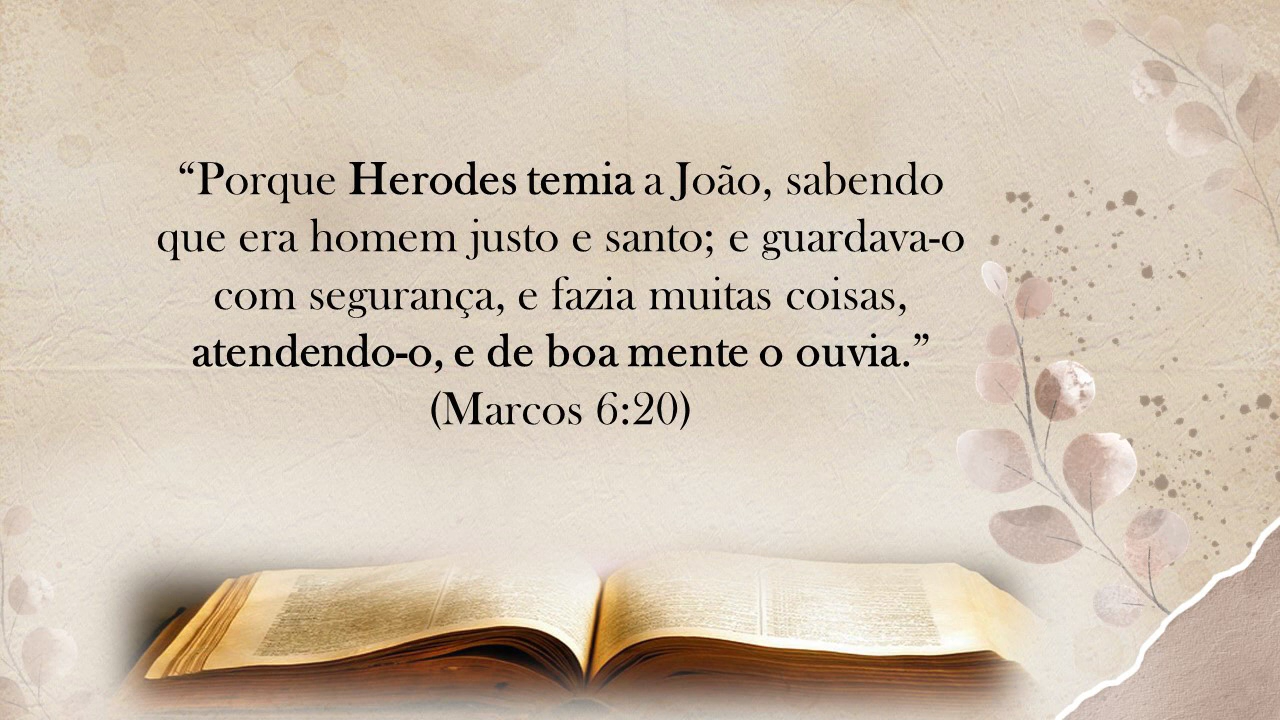 “Porque Herodes temia a João, sabendo
que era homem justo e santo; e guardava-o
com segurança, e fazia muitas coisas,
atendendo-o, e de boa mente o ouvia.”
(Marcos 6:20)